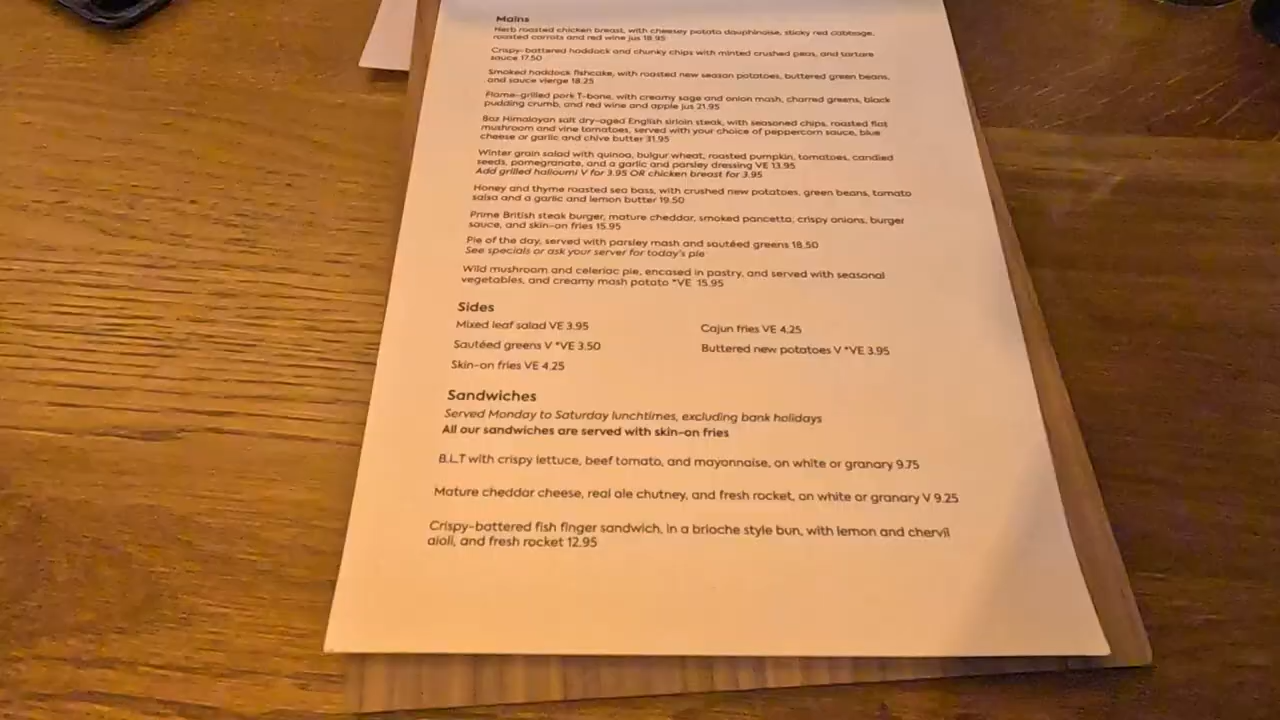 Mains
Herb roasted chicken breast, with cheesey potato dauphinoise, sticky red cabbage,
roasted carrots and red wine jus 18.95
Crispy-battered haddock and chunky chips with minted crushed peas, and tartare
sauce 17.50
Smoked haddock fishcake, with roasted new season potatoes, buttered green beans,
and sauce vierge 18.25
Flame-grilled pork T-bone, with creamy sage and onion mash, charred greens, black
pudding crumb, and red wine and apple jus 21.95
8oz Himalayan salt dry-aged English sirloin steak, with seasoned chips, roasted flat
mushroom and vine tomatoes, served with your choice of peppercorn sauce, blue
cheese or garlic and chive butter 31.95
Winter grain salad with quinoa, bulgur wheat, roasted pumpkin, tomatoes, candied
seeds, pomegranate, and a garlic and parsley dressing VE 13.95
Add grilled halloumi V for 3.95 OR chicken breast for 3.95
Honey and thyme roasted sea bass, with crushed new potatoes, green beans, tomato
salsa and a garlic and lemon butter 19.50
Prime British steak burger, mature cheddar, smoked pancetta, crispy onions, burger
sauce, and skin-on fries 15.95
Pie of the day, served with parsley mash and sautéed greens 18.50
See specials or ask your server for today's pie
Wild mushroom and celeriac pie, encased in pastry, and served with seasonal
vegetables, and creamy mash potato *VE 15.95
Sides
Mixed leaf salad VE 3.95
Sautéed greens V *VE 3.50
Skin-on fries VE 4.25
Cajun fries VE 4.25
Buttered new potatoes V *VE 3.95
Sandwiches
Served Monday to Saturday lunchtimes, excluding bank holidays
All our sandwiches are served with skin-on fries
B.L.T with crispy lettuce, beef tomato, and mayonnaise, on white or granary 9.75
Mature cheddar cheese, real ale chutney, and fresh rocket, on white or granary V 9.25
Crispy-battered fish finger sandwich, in a brioche style bun, with lemon and chervil
aioli, and fresh rocket 12.95